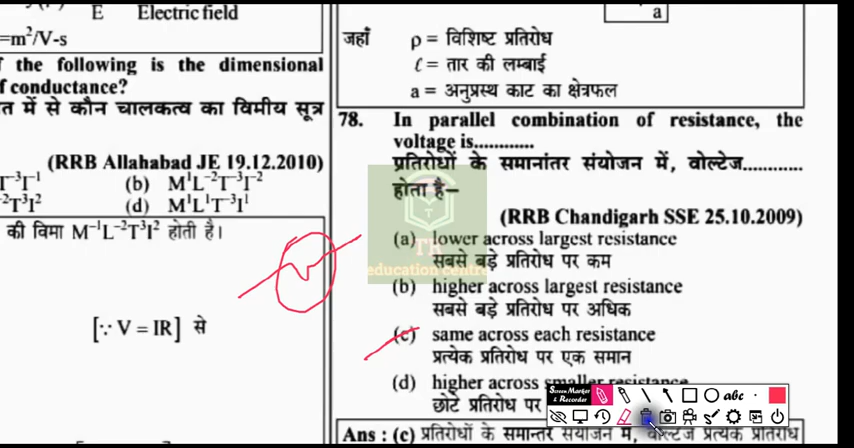 E Electric field
=m²/V-s
the following is the dimensional
f conductance?
में से कौन चालकत्व का विमीय सूत्र
(RRB Allahabad JE 19.12.2010)
(b) M¹L⁻²T⁻³I⁻²
(d) M¹L¹T⁻³I¹
की विमा M⁻¹L⁻²T³I² होती है।
[∵ V = IR] से
a
जहाँ ρ = विशिष्ट प्रतिरोध
ℓ = तार की लम्बाई
a = अनुप्रस्थ काट का क्षेत्रफल
78. In parallel combination of resistance, the
voltage is............
प्रतिरोधों के समानांतर संयोजन में, वोल्टेज............
होता है–
(RRB Chandigarh SSE 25.10.2009)
(a) lower across largest resistance
सबसे बड़े प्रतिरोध पर कम
(b) higher across largest resistance
सबसे बड़े प्रतिरोध पर अधिक
(c) same across each resistance
प्रत्येक प्रतिरोध पर एक समान
(d) higher across smaller resistance
छोटे प्रतिरोध पर
Ans : (c) प्रतिरोधों के समान्तर संयोजन में, वोल्टेज प्रत्येक प्रतिरोध
T
TK
education centre
Screen Marker
& Recorder
abc
V